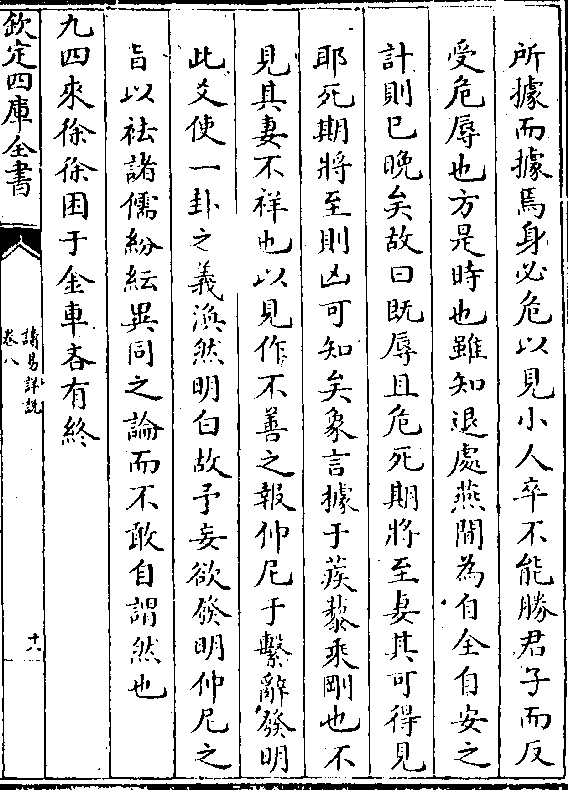 所據而據焉身必危以見小人卒不能勝君子而反
受危辱也方是時也雖知退處燕閒為自全自安之
計則已晚矣故曰既辱且危死期將至妻其可得見
耶死期將至則凶可知矣象言據于蒺藜乘剛也不
見其妻不祥也以見作不善之報仲尼于繫辭發明
此爻使一卦之義渙然明白故予妄欲發明仲尼之
旨以袪諸儒紛紜異同之論而不敢自謂然也
九四來徐徐困于金車吝有終
欽定四庫全書
讀易詳說
卷八
十八